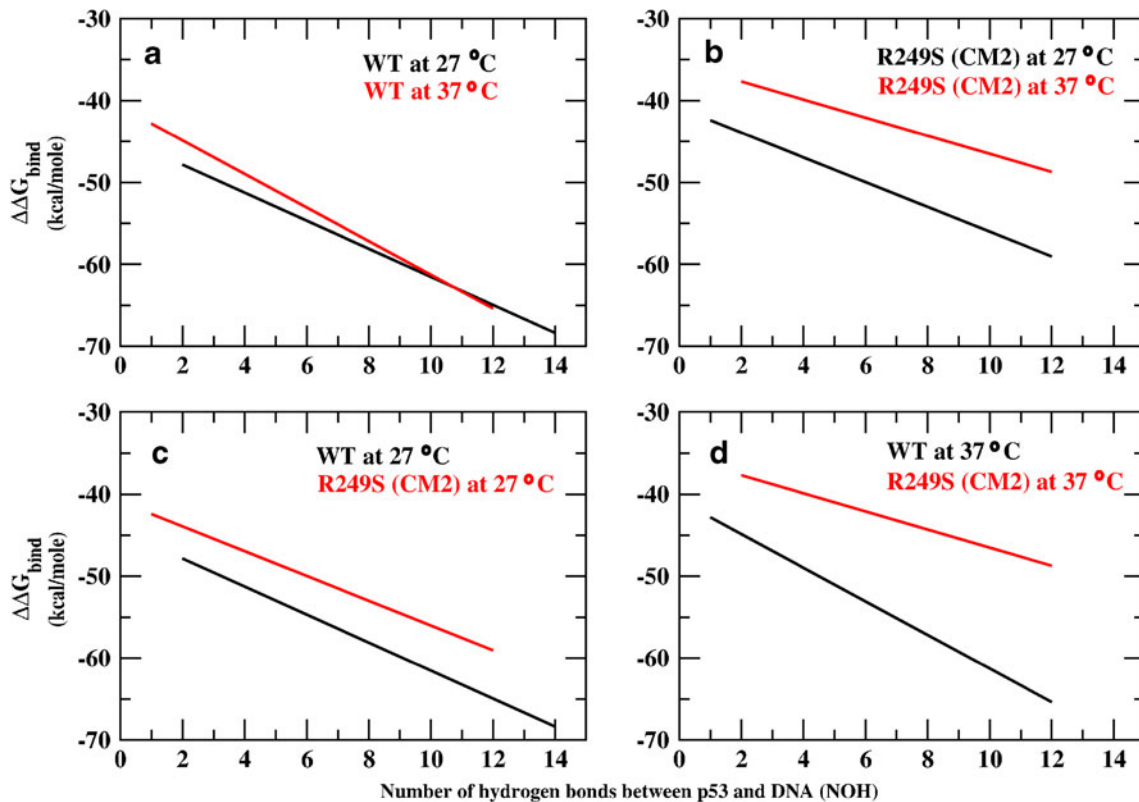 a
WT at 27 °C
WT at 37 °C
b
R249S (CM2) at 27 °C
R249S (CM2) at 37 °C
-30
-40
-50
-60
-70
ΔΔG_bind
(kcal/mole)
0 2 4 6 8 10 12 14
0 2 4 6 8 10 12 14
c
WT at 27 °C
R249S (CM2) at 27 °C
d
WT at 37 °C
R249S (CM2) at 37 °C
-30
-40
-50
-60
-70
-30
-40
-50
-60
-70
ΔΔG_bind
(kcal/mole)
-30
-40
-50
-60
-70
0 2 4 6 8 10 12 14
0 2 4 6 8 10 12 14
Number of hydrogen bonds between p53 and DNA (NOH)